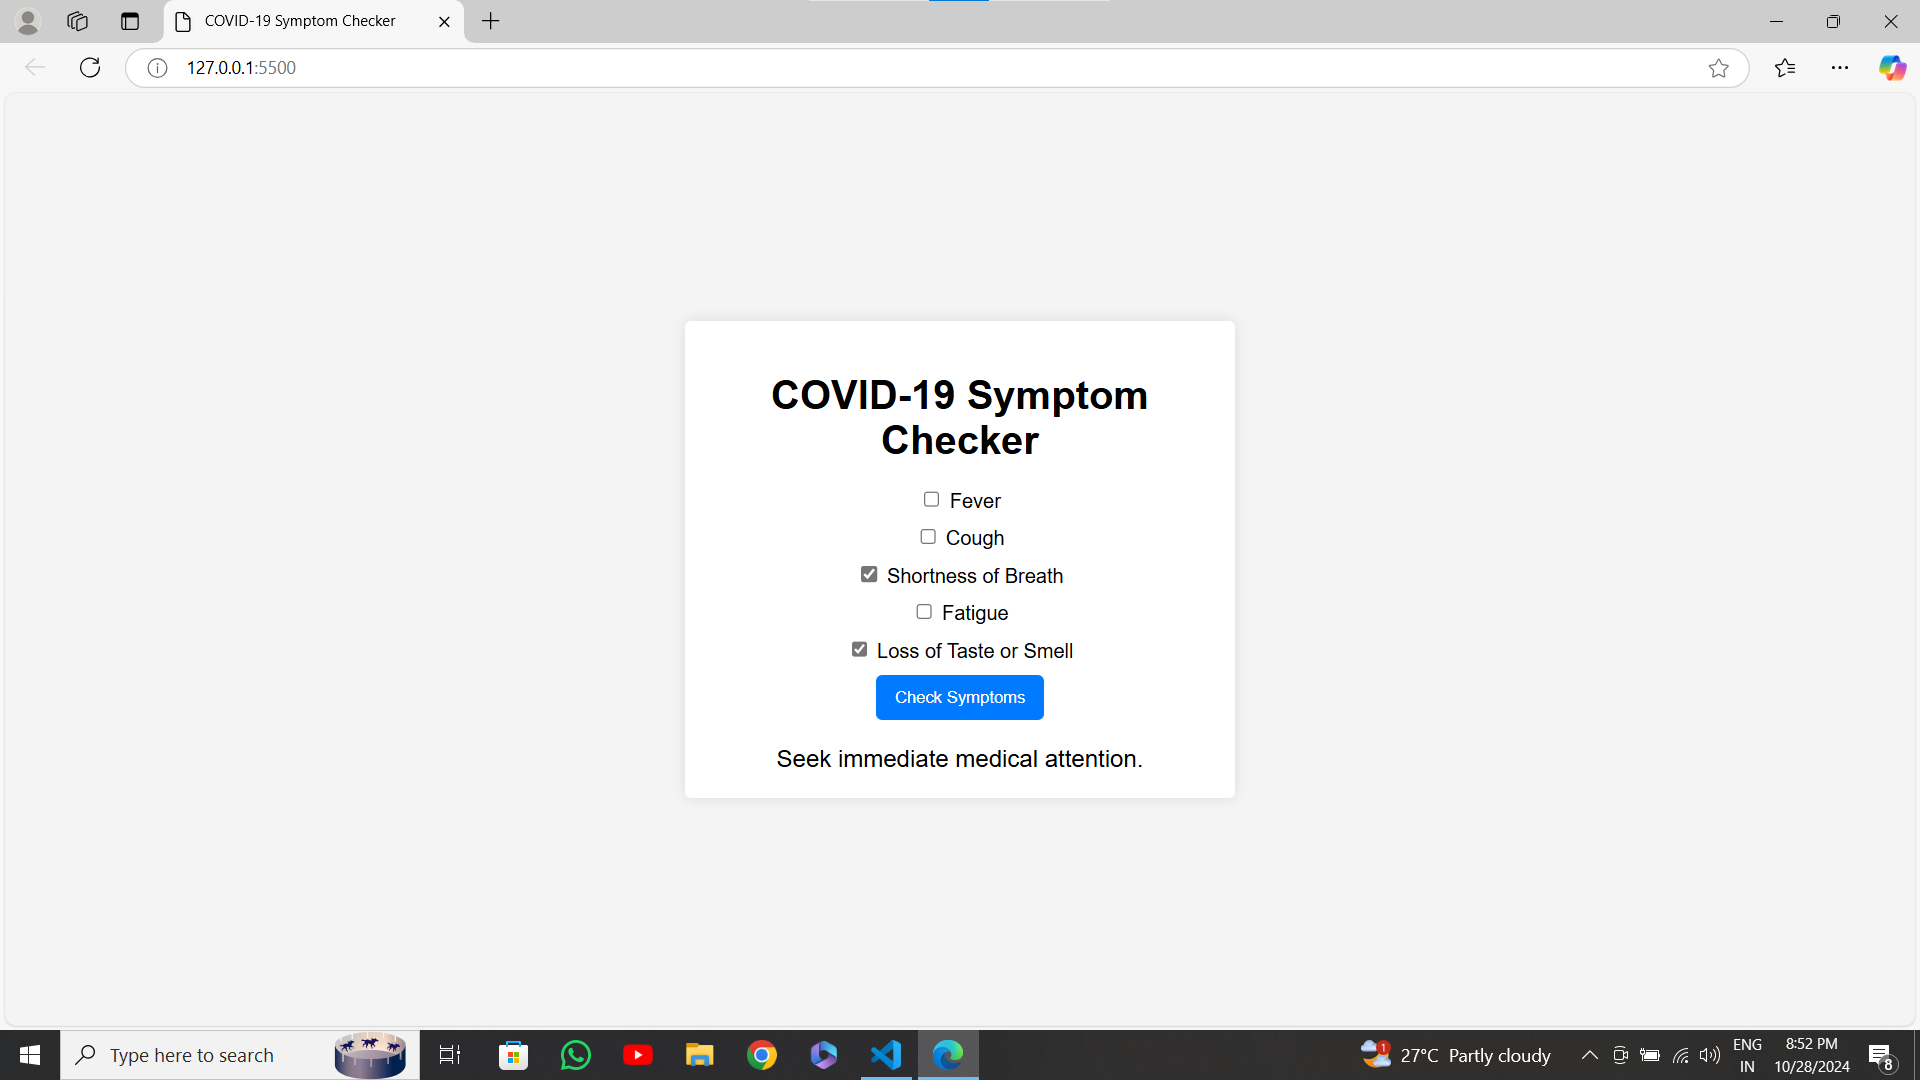 COVID-19 Symptom Checker
127.0.0.1:5500
COVID-19 Symptom
Checker
Fever
Cough
Shortness of Breath
Fatigue
Loss of Taste or Smell
Check Symptoms
Seek immediate medical attention.
Type here to search
1
27°C Partly cloudy
ENG
IN
8:52 PM
10/28/2024
8